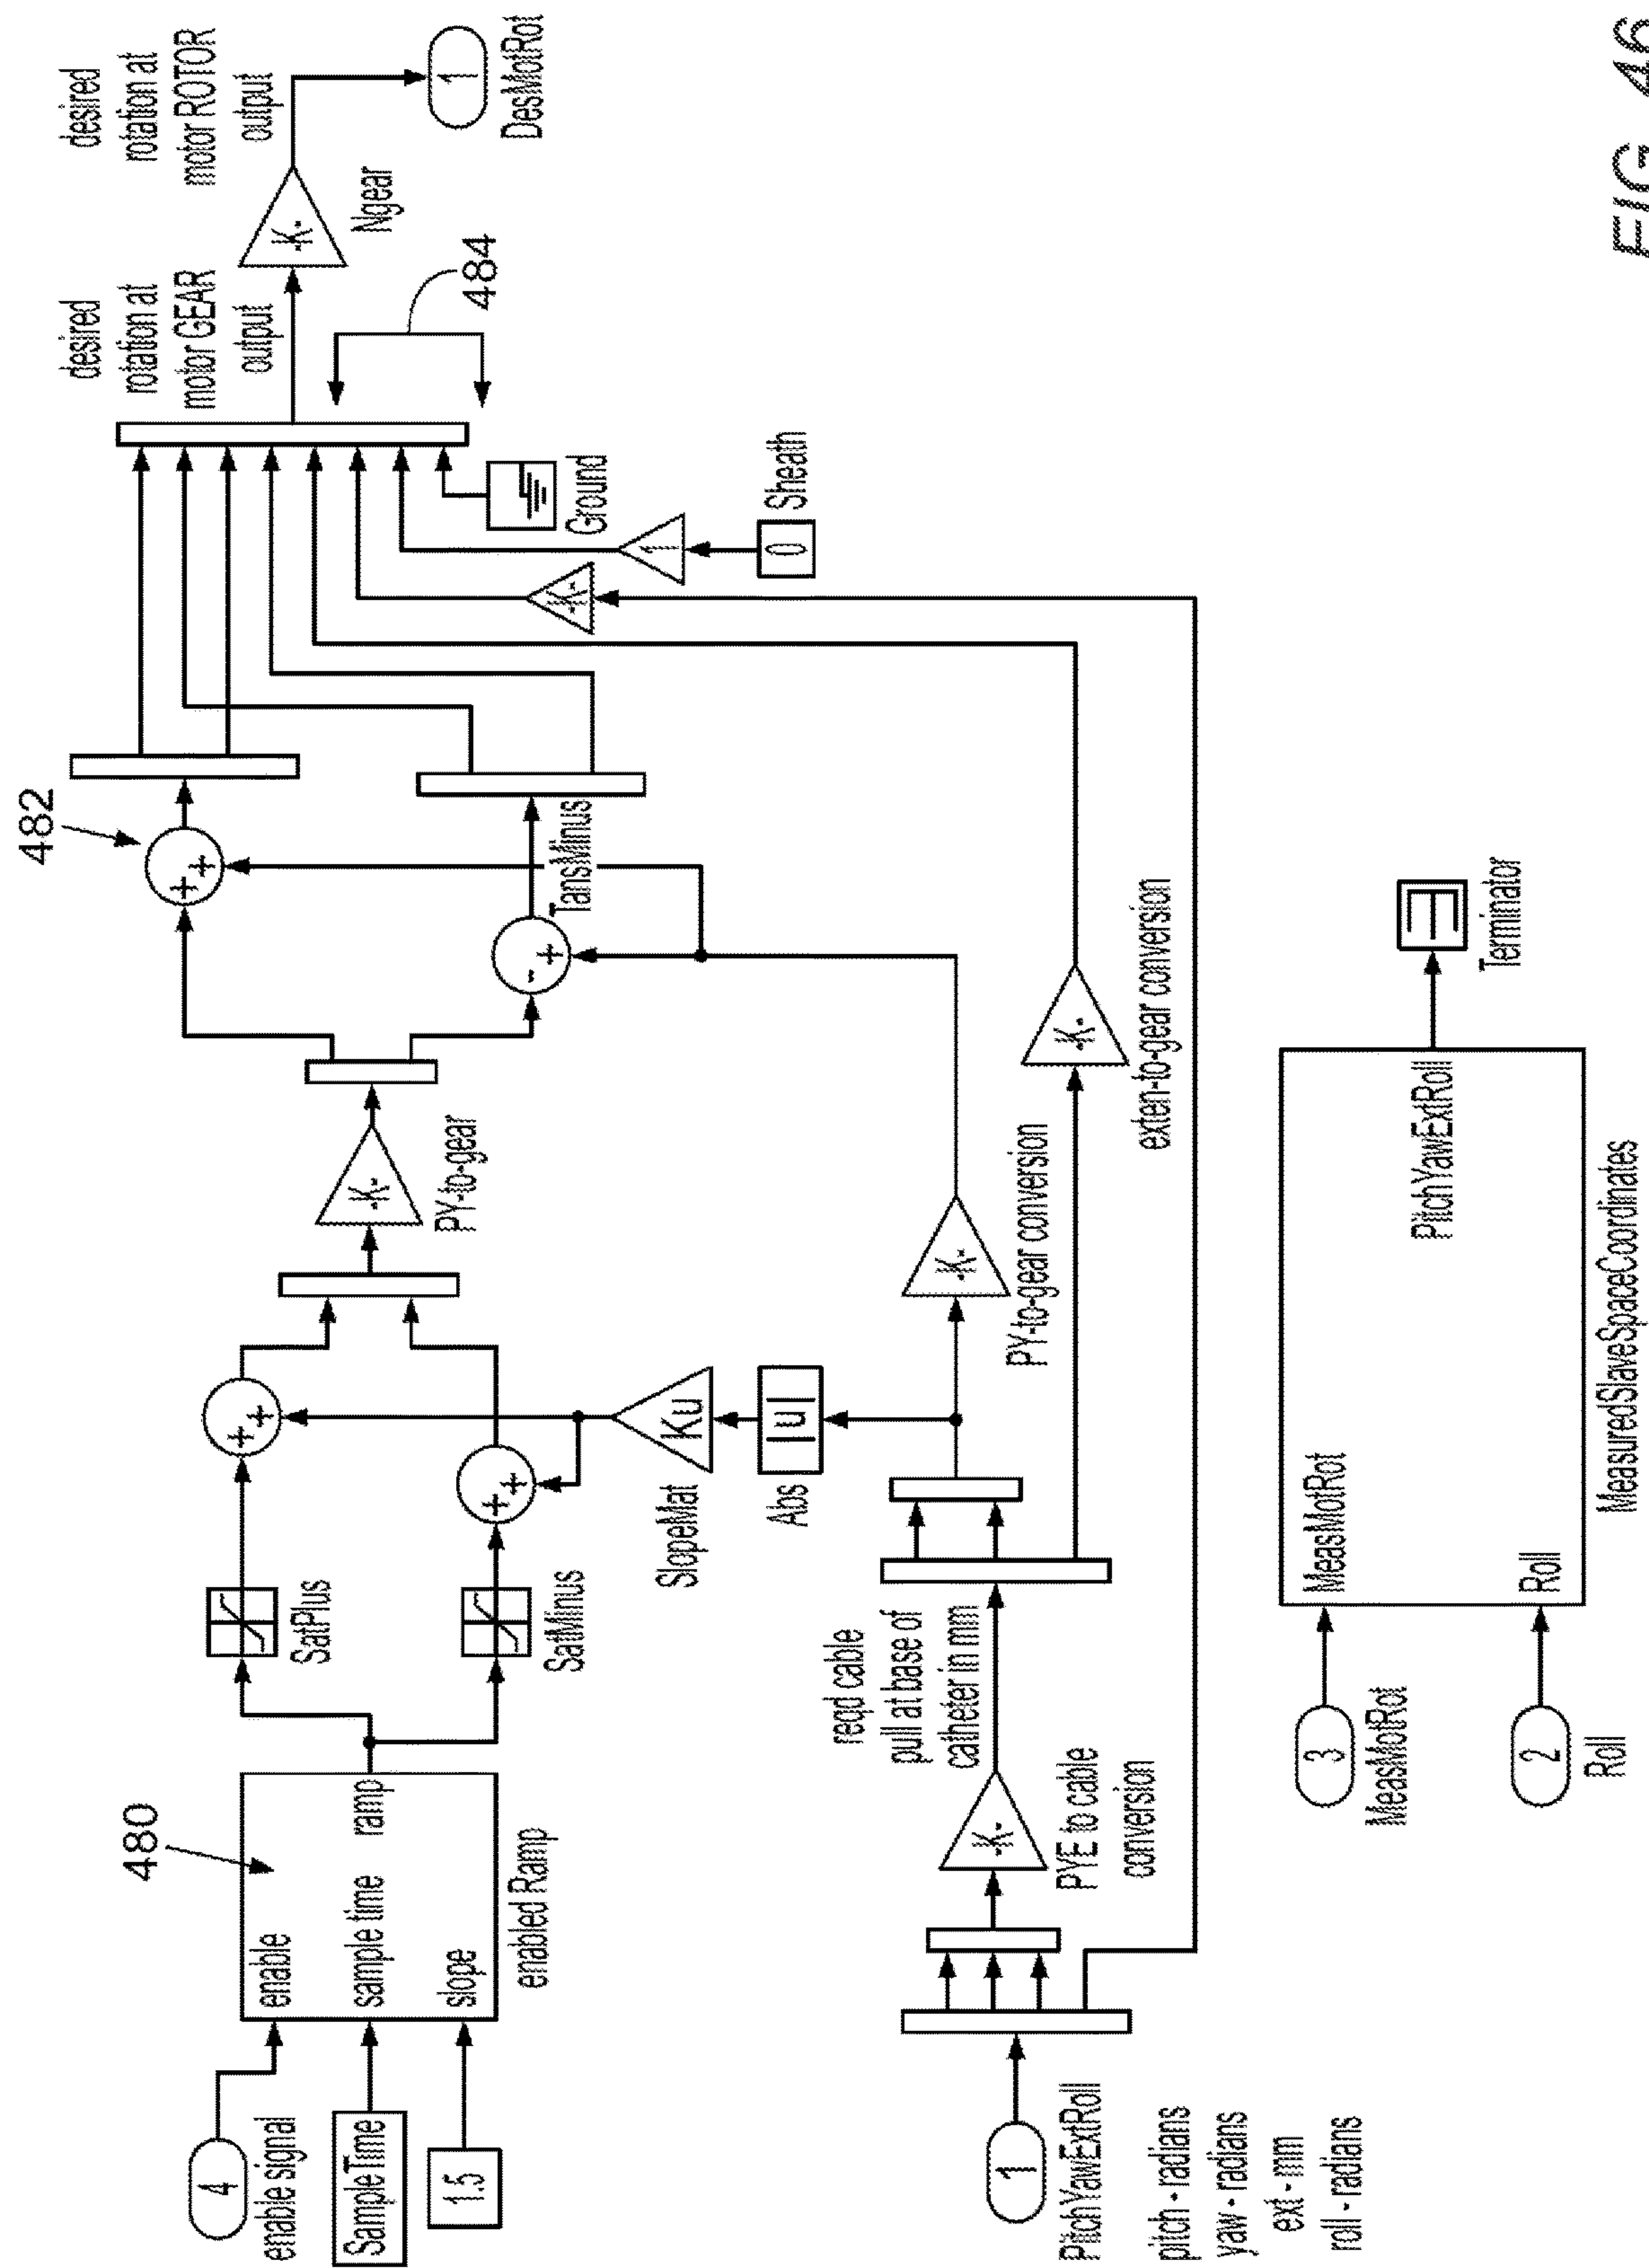 4
enable signal
SampleTime
1.5
480
enable
sample time
slope
ramp
enabled Ramp
SatPlus
SatMinus
+
+
+
+
Ku
SlopeMat
|u|
Abs
-K-
PY-to-gear
482
+
+
-
+
TansMinus
desired
rotation at
motor GEAR
output
484
-K-
Ngear
desired
rotation at
motor ROTOR
output
1
DesMotRot
Ground
1
0
Sheath
-K-
1
PitchYawExtRoll
pitch - radians
yaw - radians
ext - mm
roll - radians
-K-
PYE to cable
conversion
reqd cable
pull at base of
catheter in mm
-K-
PY-to-gear conversion
-K-
exten-to-gear conversion
3
MeasMotRot
2
Roll
MeasMotRot
Roll
PitchYawExtRoll
MeasuredSlaveSpaceCoordinates
Terminator
FIG. 46